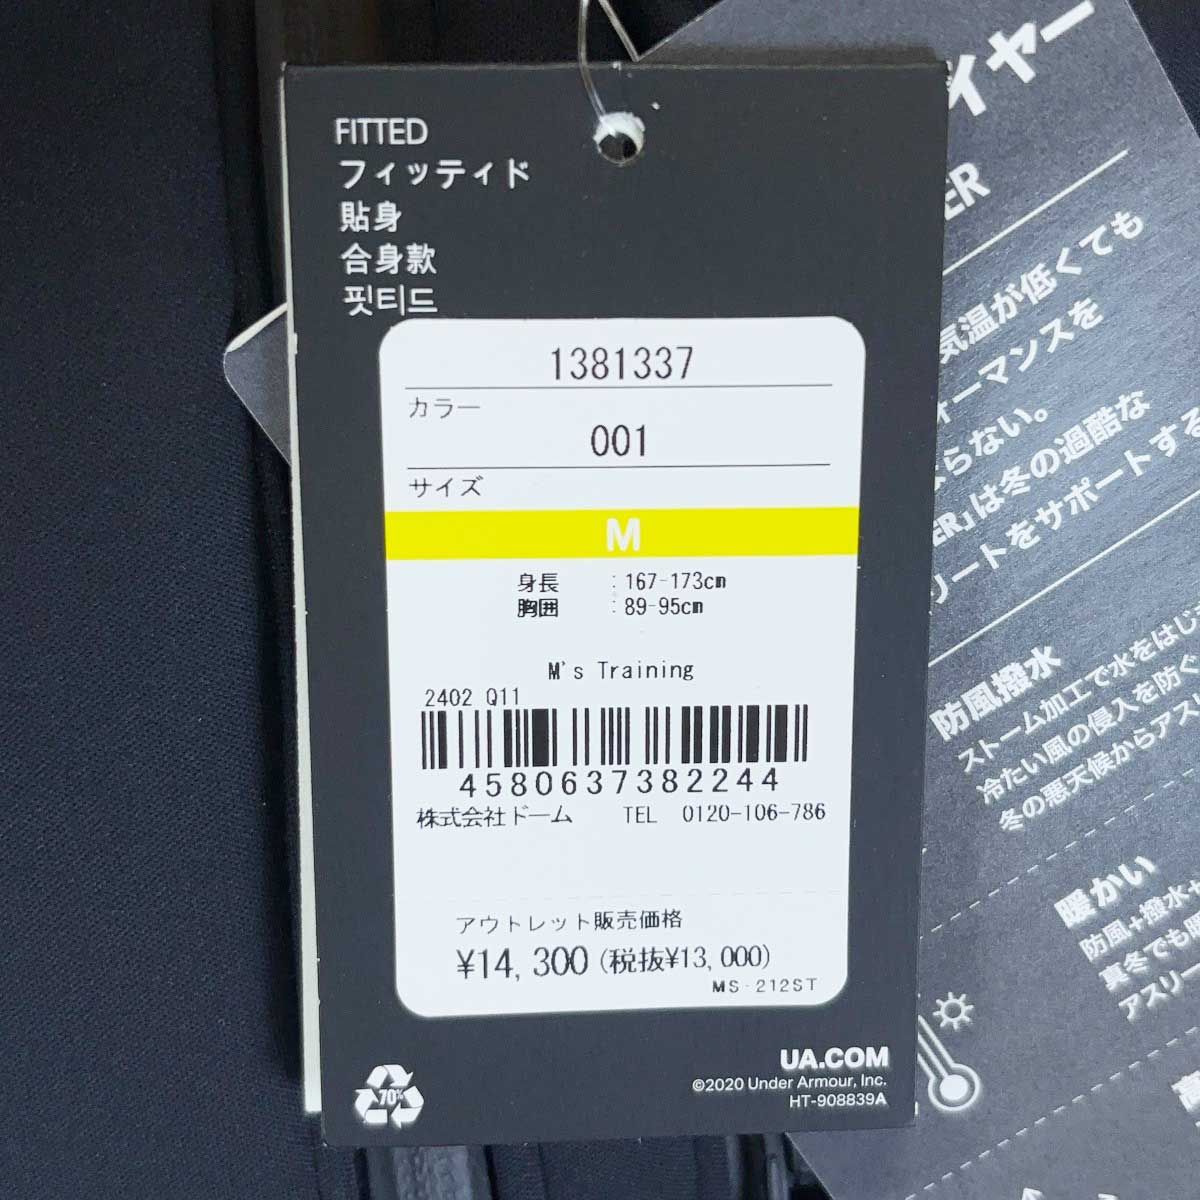 FITTED
フィッティド
貼身
合身款
핏티드
1381337
カラー
001
サイズ
M
身長 : 167-173cm
胸囲 : 89-95cm
M's Training
2402 Q11
4580637382244
株式会社ドーム TEL 0120-106-786
アウトレット販売価格
¥14,300 (税抜¥13,000)
MS-212ST
70%
UA.COM
©2020 Under Armour, Inc.
HT-908839A
イヤー
ER
気温が低くても
ォーマンスを
らない。
ER」は冬の過酷な
リートをサポートする
防風撥水
ストーム加工で水をはじ
冷たい風の侵入を防ぐ
冬の悪天候からアス
暖かい
防風+撥水+
真冬でも
アスリー